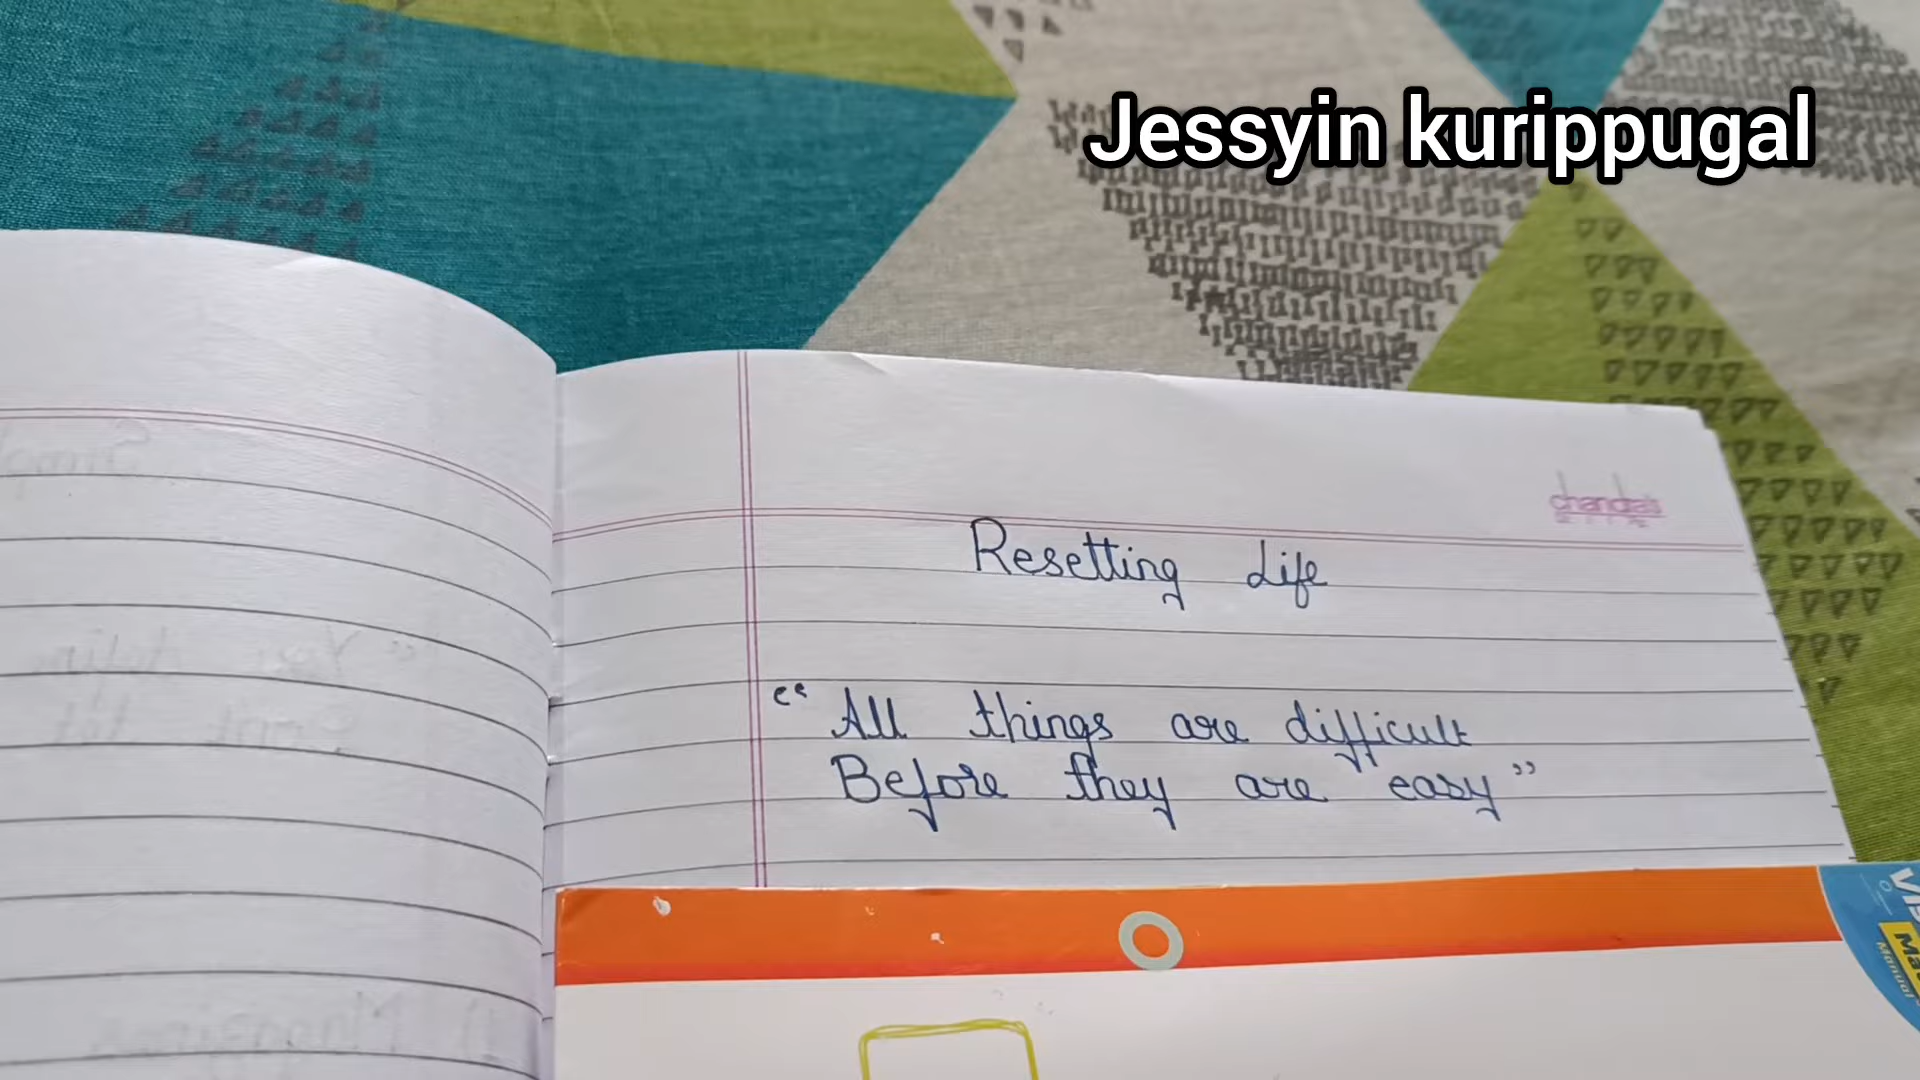 Jessyin kurippugal
Resetting Life
“ All things are difficult
Before they are easy ”